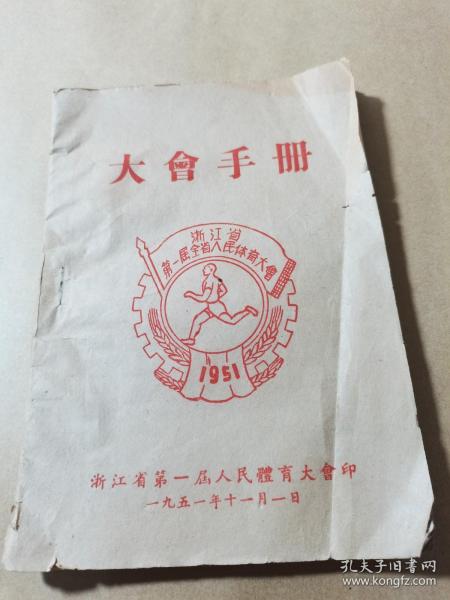 大會手冊
浙江省
第一屆全省人民体育大會
1951
浙江省第一屆人民體育大會印
一九五一年十一月一日
孔夫子旧书网
www.kongfz.com